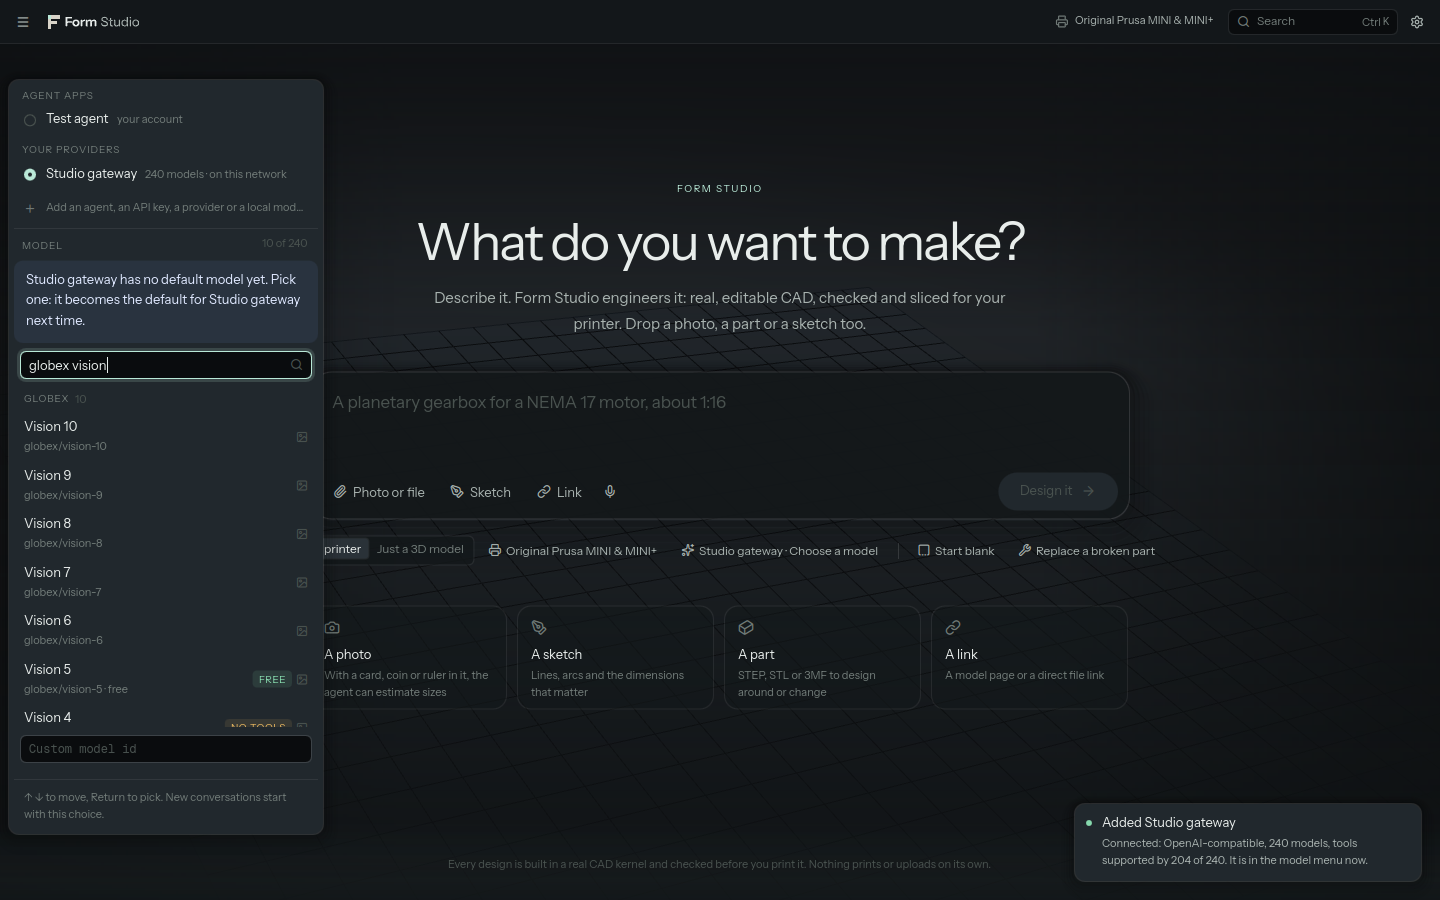 Form Studio
Original Prusa MINI & MINI+
Search
Ctrl K
AGENT APPS
Test agent your account
YOUR PROVIDERS
Studio gateway 240 models · on this network
+ Add an agent, an API key, a provider or a local mod...
MODEL
10 of 240
Studio gateway has no default model yet. Pick
one: it becomes the default for Studio gateway
next time.
globex vision
GLOBEX 10
Vision 10
globex/vision-10
Vision 9
globex/vision-9
Vision 8
globex/vision-8
Vision 7
globex/vision-7
Vision 6
globex/vision-6
Vision 5
globex/vision-5 · free
FREE
Vision 4
NO TOOLS
Custom model id
↑ ↓ to move, Return to pick. New conversations start
with this choice.
FORM STUDIO
What do you want to make?
Describe it. Form Studio engineers it: real, editable CAD, checked and sliced for your
printer. Drop a photo, a part or a sketch too.
A planetary gearbox for a NEMA 17 motor, about 1:16
Photo or file
Sketch
Link
Design it →
printer
Just a 3D model
Original Prusa MINI & MINI+
Studio gateway · Choose a model
Start blank
Replace a broken part
A photo
With a card, coin or ruler in it, the
agent can estimate sizes
A sketch
Lines, arcs and the dimensions
that matter
A part
STEP, STL or 3MF to design
around or change
A link
A model page or a direct file link
Every design is built in a real CAD kernel and checked before you print it. Nothing prints or uploads on its own.
Added Studio gateway
Connected: OpenAI-compatible, 240 models, tools
supported by 204 of 240. It is in the model menu now.